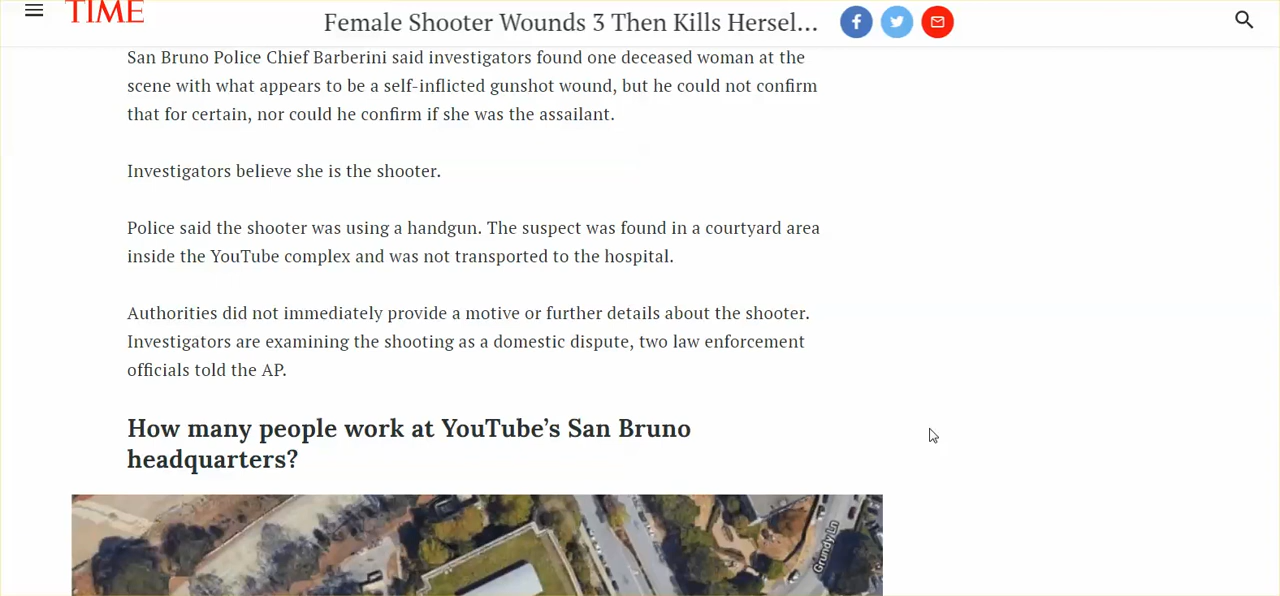 TIME
Female Shooter Wounds 3 Then Kills Hersel...
San Bruno Police Chief Barberini said investigators found one deceased woman at the
scene with what appears to be a self-inflicted gunshot wound, but he could not confirm
that for certain, nor could he confirm if she was the assailant.
Investigators believe she is the shooter.
Police said the shooter was using a handgun. The suspect was found in a courtyard area
inside the YouTube complex and was not transported to the hospital.
Authorities did not immediately provide a motive or further details about the shooter.
Investigators are examining the shooting as a domestic dispute, two law enforcement
officials told the AP.
How many people work at YouTube’s San Bruno
headquarters?
Grundy Ln